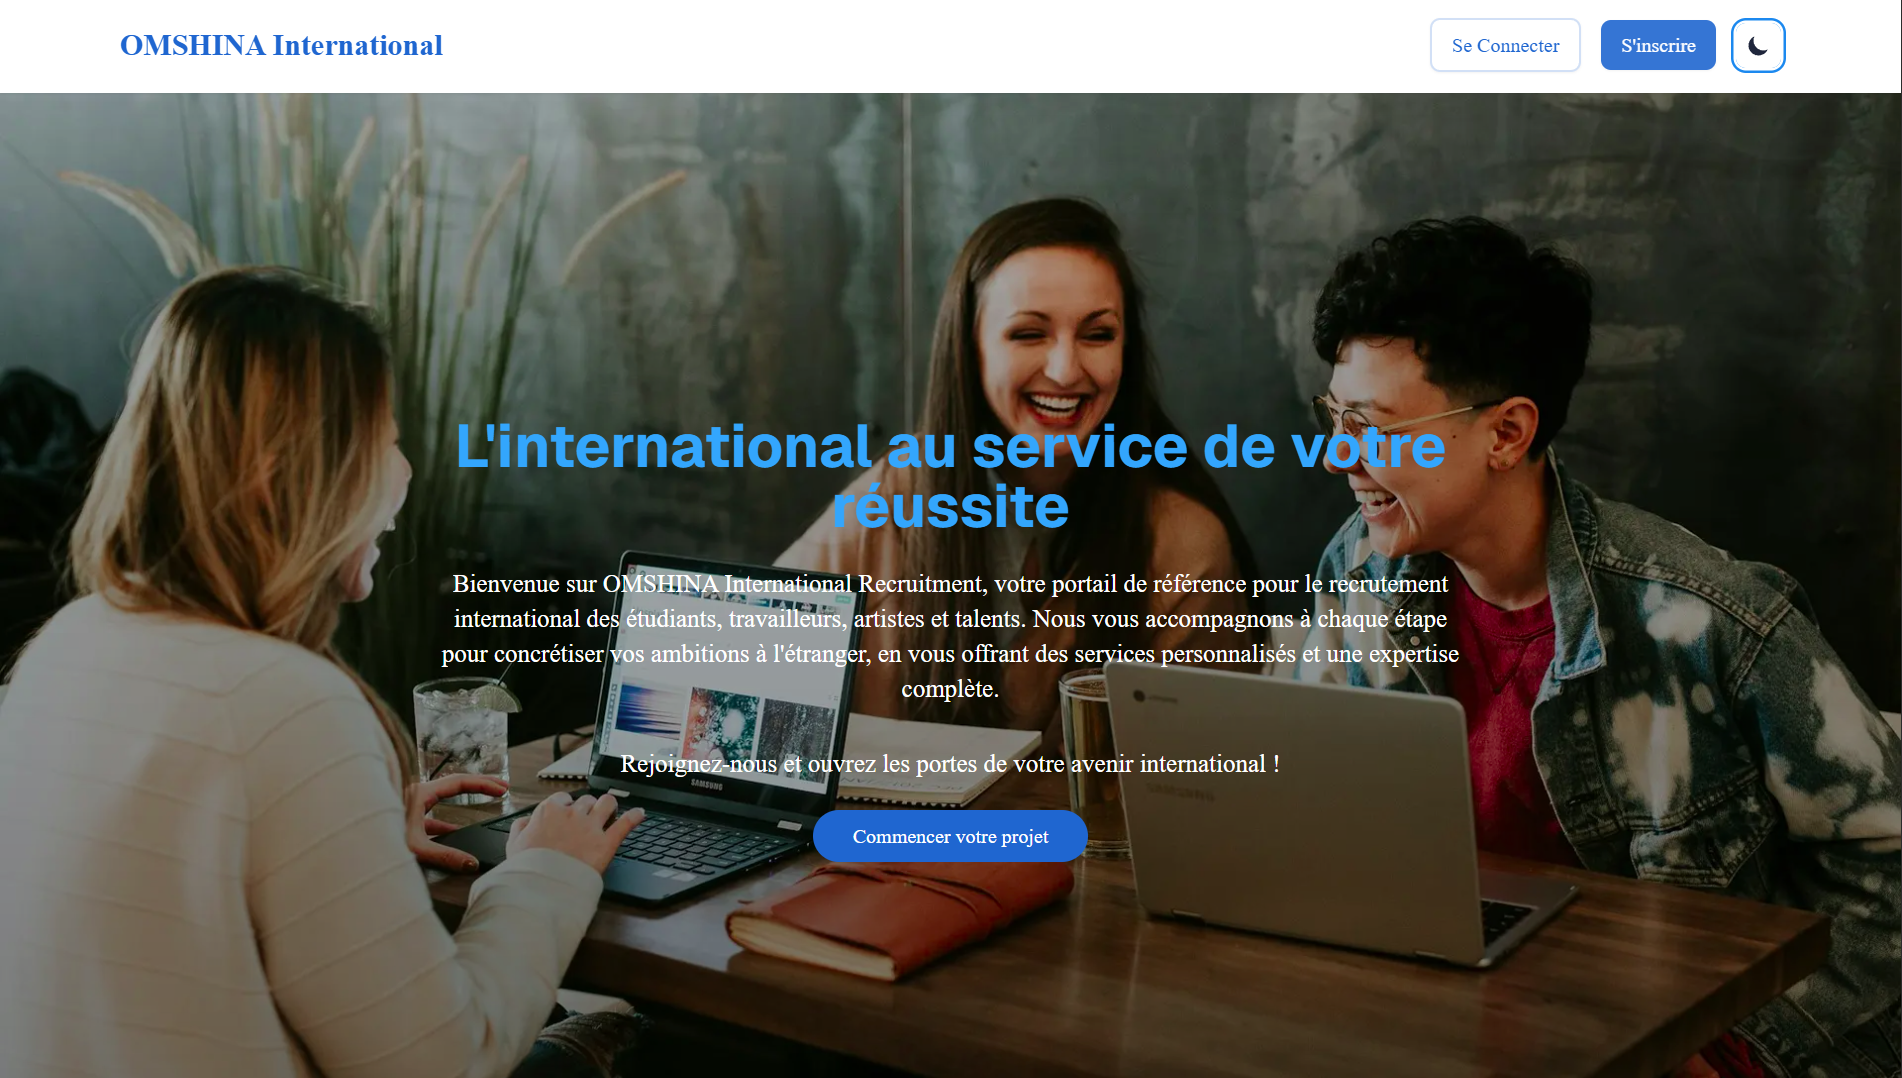 OMSHINA International
Se Connecter
S'inscrire
L'international au service de votre
réussite
Bienvenue sur OMSHINA International Recruitment, votre portail de référence pour le recrutement
international des étudiants, travailleurs, artistes et talents. Nous vous accompagnons à chaque étape
pour concrétiser vos ambitions à l'étranger, en vous offrant des services personnalisés et une expertise
complète.
Rejoignez-nous et ouvrez les portes de votre avenir international !
SAMSUNG
SAMSUNG
Commencer votre projet